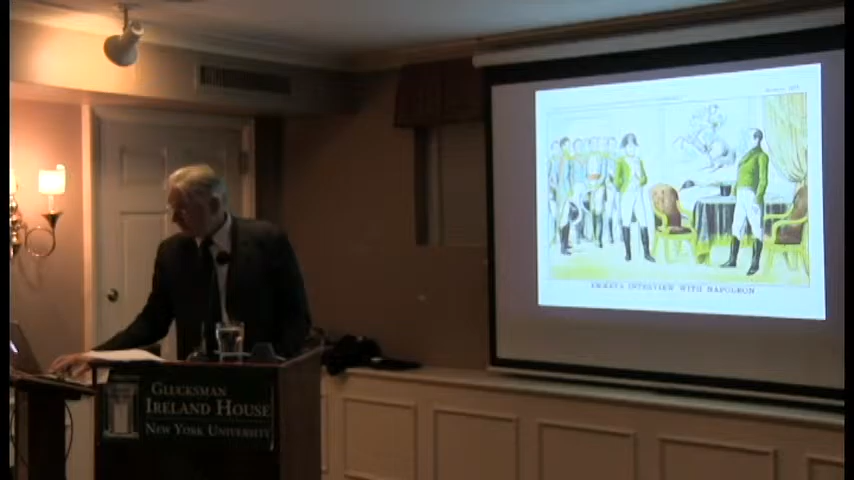 EMMET'S INTERVIEW WITH NAPOLEON
GLUCKSMAN
IRELAND HOUSE
NEW YORK UNIVERSITY